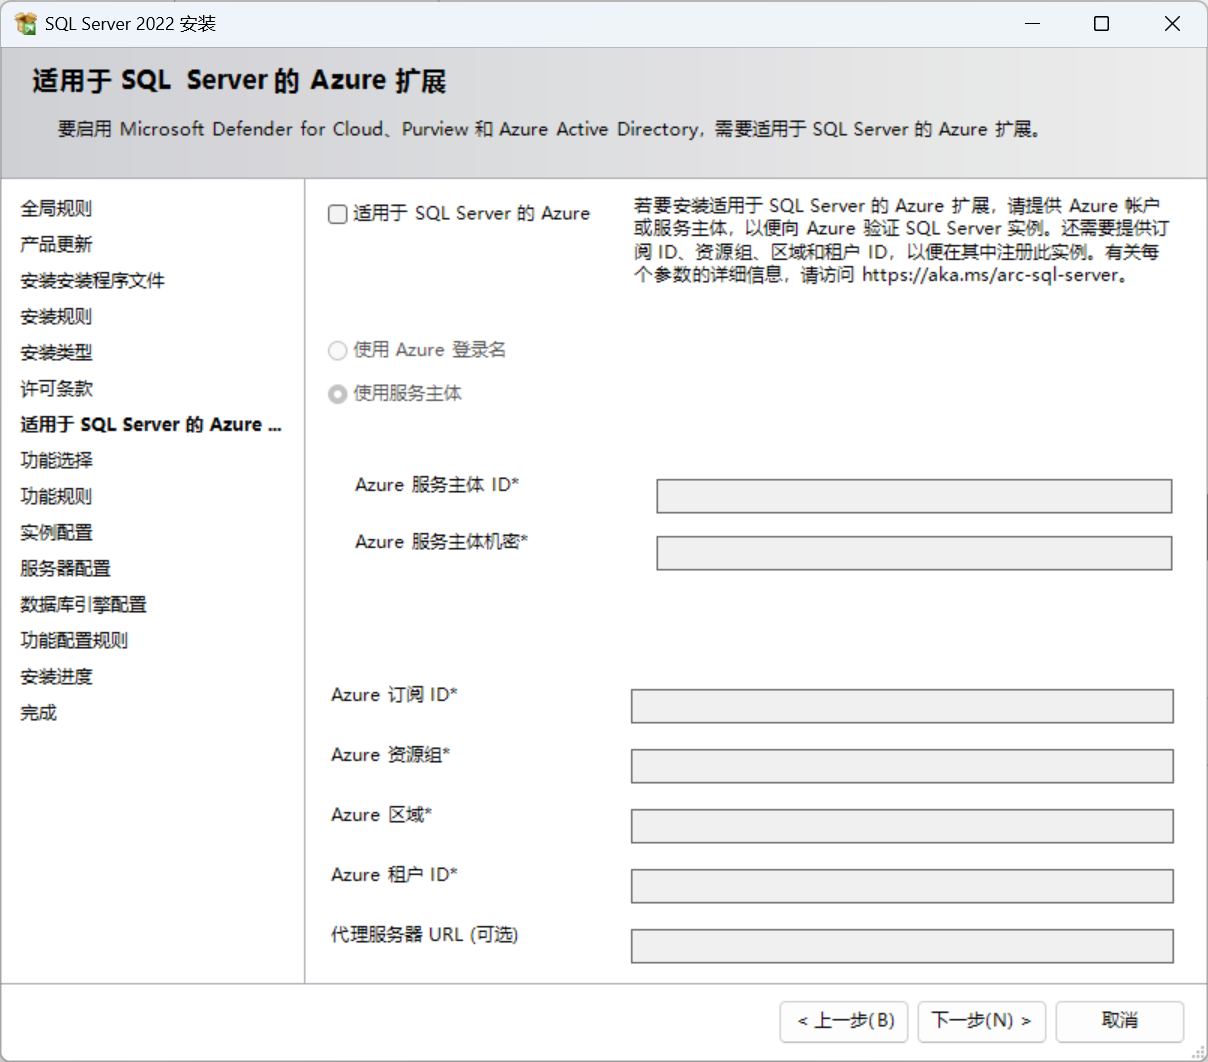 SQL Server 2022 安装
适用于 SQL Server 的 Azure 扩展
要启用 Microsoft Defender for Cloud、Purview 和 Azure Active Directory，需要适用于 SQL Server 的 Azure 扩展。
全局规则
产品更新
安装安装程序文件
安装规则
安装类型
许可条款
适用于 SQL Server 的 Azure ...
功能选择
功能规则
实例配置
服务器配置
数据库引擎配置
功能配置规则
安装进度
完成
适用于 SQL Server 的 Azure
若要安装适用于 SQL Server 的 Azure 扩展，请提供 Azure 帐户
或服务主体，以便向 Azure 验证 SQL Server 实例。还需要提供订
阅 ID、资源组、区域和租户 ID，以便在其中注册此实例。有关每
个参数的详细信息，请访问 https://aka.ms/arc-sql-server。
使用 Azure 登录名
使用服务主体
Azure 服务主体 ID*
Azure 服务主体机密*
Azure 订阅 ID*
Azure 资源组*
Azure 区域*
Azure 租户 ID*
代理服务器 URL (可选)
< 上一步(B)
下一步(N) >
取消